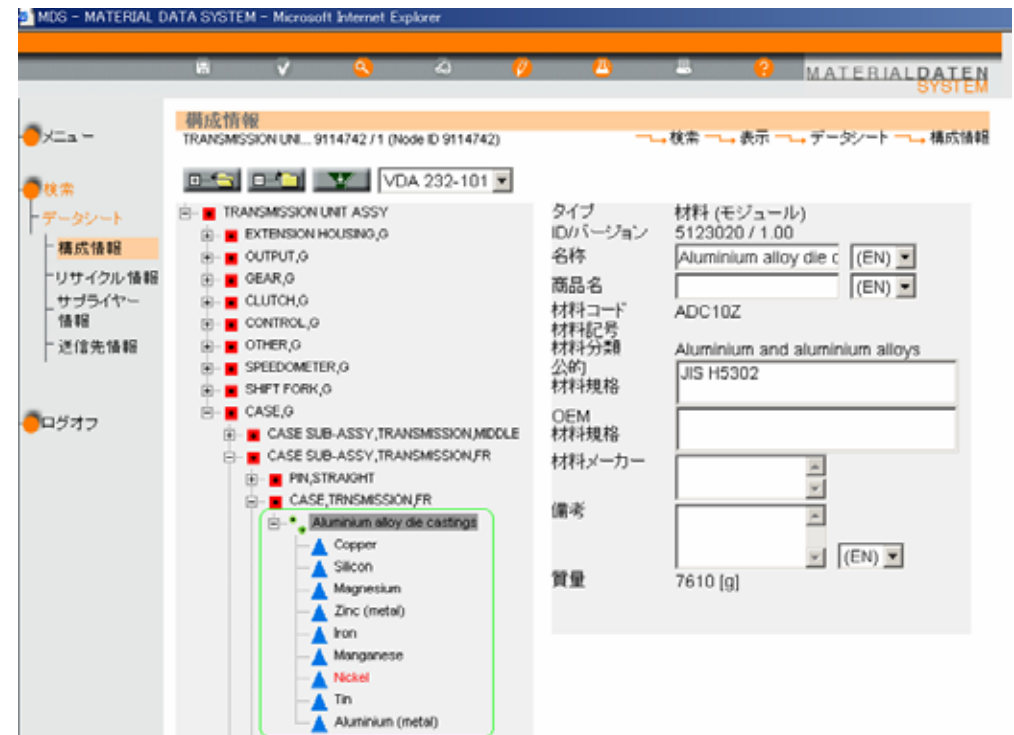 MDS - MATERIAL DATA SYSTEM - Microsoft Internet Explorer
MATERIALDATEN
SYSTEM
構成情報
TRANSMISSION UNI... 9114742 / 1 (Node ID 9114742)
検索 表示 データシート 構成情報
VDA 232-101
メニュー
検索
データシート
構成情報
リサイクル情報
サプライヤー
情報
送信先情報
ログオフ
TRANSMISSION UNIT ASSY
EXTENSION HOUSING,G
OUTPUT,G
GEAR,G
CLUTCH,G
CONTROL,G
OTHER,G
SPEEDOMETER,G
SHIFT FORK,G
CASE,G
CASE SUB-ASSY,TRANSMISSION,MIDDLE
CASE SUB-ASSY,TRANSMISSION,FR
PIN,STRAIGHT
CASE,TRNSMISSION,FR
Aluminium alloy die castings
Copper
Silicon
Magnesium
Zinc (metal)
Iron
Manganese
Nickel
Tin
Aluminium (metal)
タイプ 材料 (モジュール)
ID/バージョン 5123020 / 1.00
名称 Aluminium alloy die c (EN)
商品名 (EN)
材料コード ADC10Z
材料記号
材料分類 Aluminium and aluminium alloys
公的
材料規格 JIS H5302
OEM
材料規格
材料メーカー
備考 (EN)
質量 7610 [g]